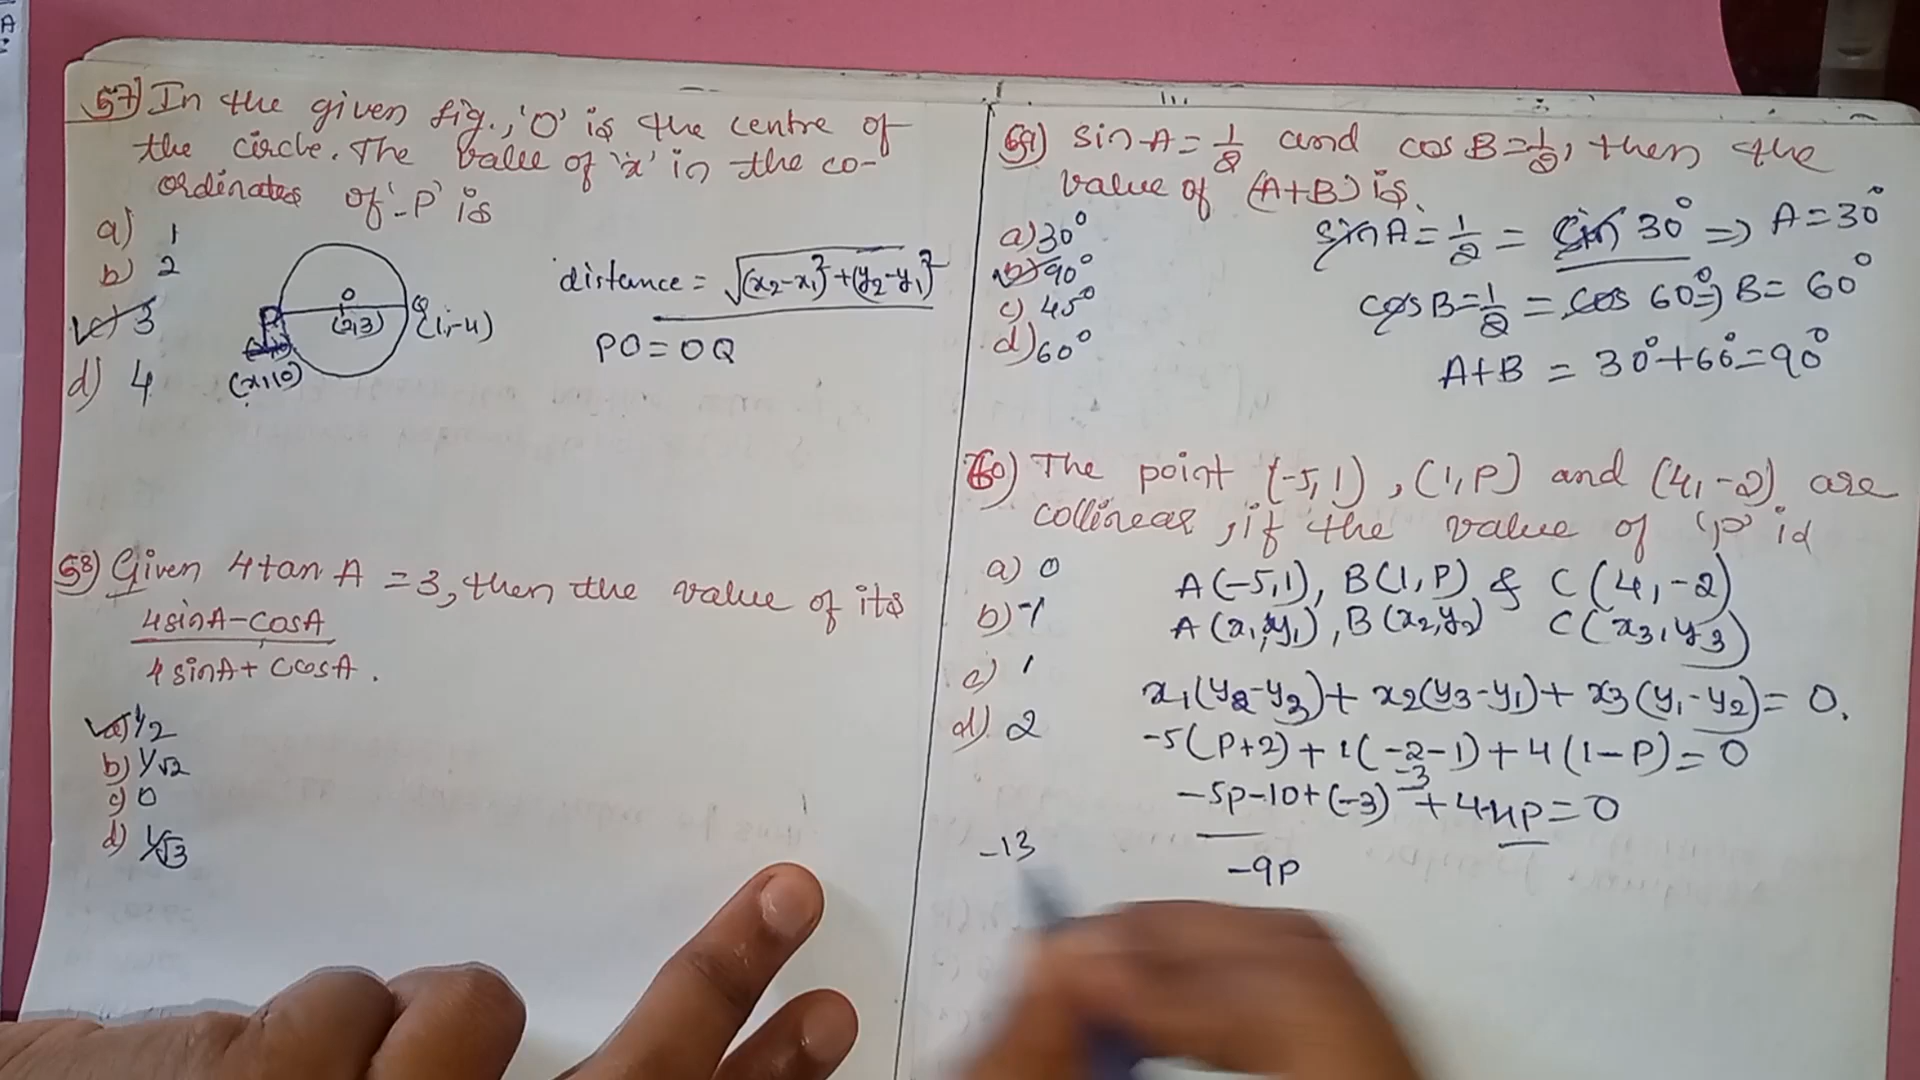 57) In the given fig., 'O' is the centre of
the circle. The value of 'x' in the co-
ordinates of 'P' is
a) 1
b) 2
c) 3
d) 4
O
(2,3)
P
Q
(1,-4)
(x,10)
distance = √(x2-x1)²+(y2-y1)²
PO = OQ
58) Given 4tan A = 3, then the value of its
4sinA-cosA
4sinA+ CcosA.
a) 1/2
b) 1/√2
c) 0
d) 1/√3
59) sin A = 1/2 and cos B = 1/2, then the
value of (A+B) is.
a) 30°
b) 90°
c) 45°
d) 60°
sinA = 1/2 = sin 30° => A = 30°
cosB = 1/2 = cos 60° => B = 60°
A+B = 30°+60° = 90°
60) The point (-5,1), (1,P) and (4,-2) are
collinear, if the value of 'P' id
a) 0
b) -1
c) 1
d) 2
A(-5,1), B(1,P) & C(4,-2)
A(x1,y1), B(x2,y2) C(x3,y3)
x1(y2-y3)+ x2(y3-y1)+ x3(y1-y2) = 0.
-5(P+2)+1(-2-1)+4(1-P) = 0
-3
-5P-10+(-3)+4-4P = 0
-13
-9P